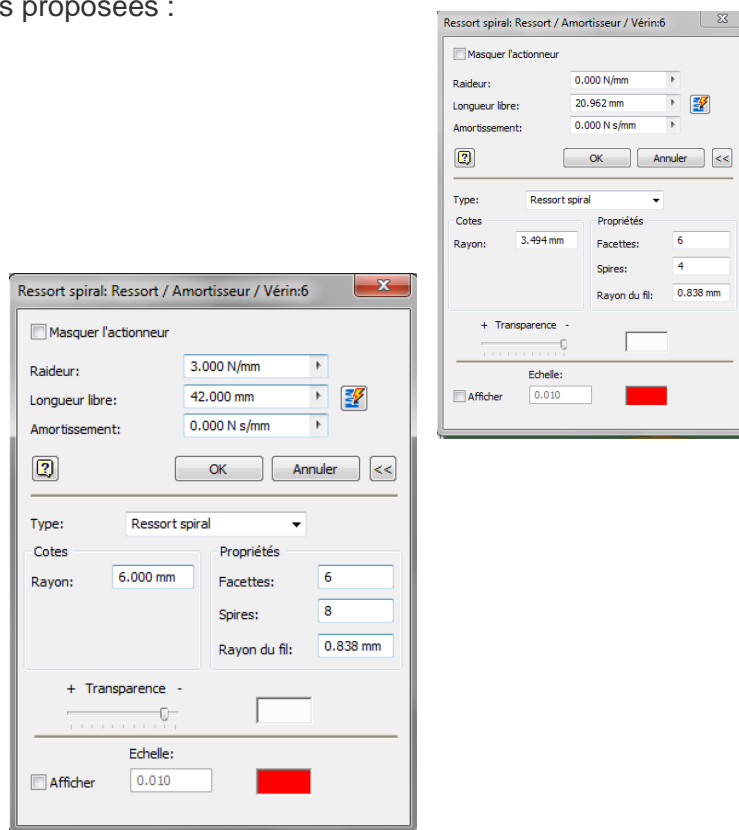 s proposées :
Ressort spiral: Ressort / Amortisseur / Vérin:6
Masquer l'actionneur
Raideur: 0.000 N/mm
Longueur libre: 20.962 mm
Amortissement: 0.000 N s/mm
OK Annuler <<
Type: Ressort spiral
Cotes Propriétés
Rayon: 3.494 mm Facettes: 6
Spires: 4
Rayon du fil: 0.838 mm
+ Transparence -
Echelle:
Afficher 0.010
Ressort spiral: Ressort / Amortisseur / Vérin:6
Masquer l'actionneur
Raideur: 3.000 N/mm
Longueur libre: 42.000 mm
Amortissement: 0.000 N s/mm
OK Annuler <<
Type: Ressort spiral
Cotes Propriétés
Rayon: 6.000 mm Facettes: 6
Spires: 8
Rayon du fil: 0.838 mm
+ Transparence -
Echelle:
Afficher 0.010